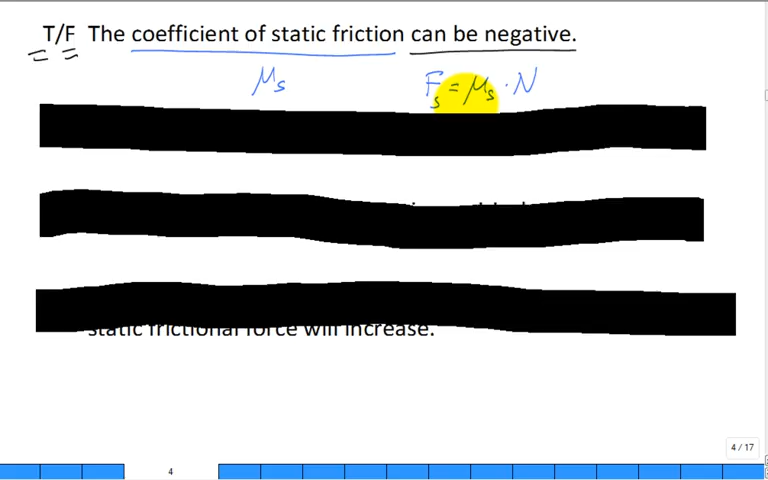 T/F The coefficient of static friction can be negative.
μs Fs = μs · N
static frictional force will increase.
4 / 17
4